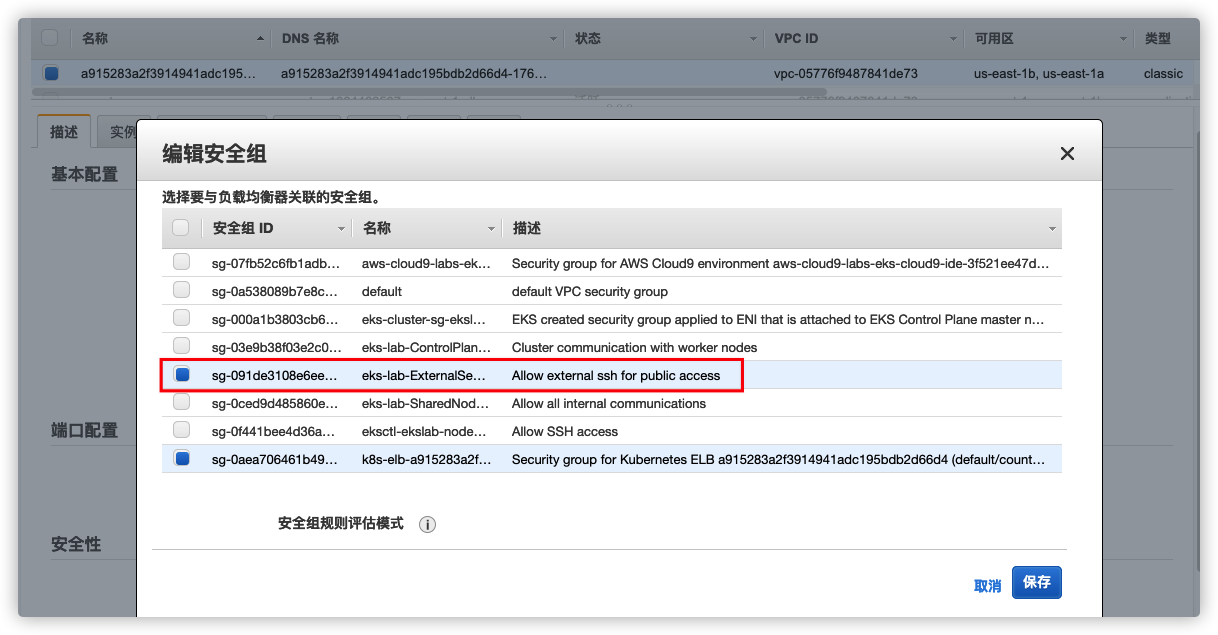 名称 DNS 名称 状态 VPC ID 可用区 类型
a915283a2f3914941adc195... a915283a2f3914941adc195bdb2d66d4-176... vpc-05776f9487841de73 us-east-1b, us-east-1a classic
描述 实例
基本配置
端口配置
安全性
编辑安全组
选择要与负载均衡器关联的安全组。
安全组 ID 名称 描述
sg-07fb52c6fb1adb... aws-cloud9-labs-ek... Security group for AWS Cloud9 environment aws-cloud9-labs-eks-cloud9-ide-3f521ee47d...
sg-0a538089b7e8c... default default VPC security group
sg-000a1b3803cb6... eks-cluster-sg-eksl... EKS created security group applied to ENI that is attached to EKS Control Plane master n...
sg-03e9b38f03e2c0... eks-lab-ControlPlan... Cluster communication with worker nodes
sg-091de3108e6ee... eks-lab-ExternalSe... Allow external ssh for public access
sg-0ced9d485860e... eks-lab-SharedNod... Allow all internal communications
sg-0f441bee4d36a... eksctl-ekslab-node... Allow SSH access
sg-0aea706461b49... k8s-elb-a915283a2f... Security group for Kubernetes ELB a915283a2f3914941adc195bdb2d66d4 (default/count...
安全组规则评估模式
取消 保存